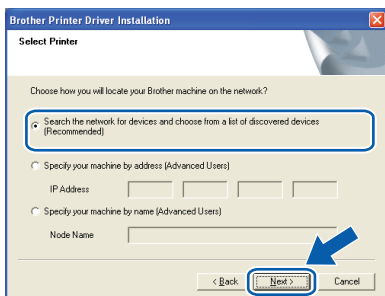 Brother Printer Driver Installation
Select Printer
Choose how you will locate your Brother machine on the network?
Search the network for devices and choose from a list of discovered devices
(Recommended)
Specify your machine by address (Advanced Users)
IP Address
Specify your machine by name (Advanced Users)
Node Name
< Back
Next >
Cancel